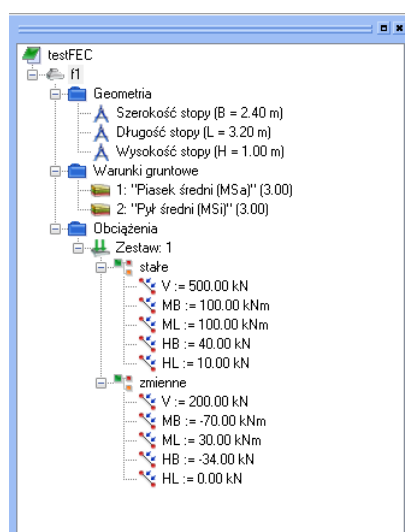 testFEC
f1
Geometria
Szerokość stopy (B = 2.40 m)
Długość stopy (L = 3.20 m)
Wysokość stopy (H = 1.00 m)
Warunki gruntowe
1: "Piasek średni (MSa)" (3.00)
2: "Pył średni (MSi)" (3.00)
Obciążenia
Zestaw: 1
stałe
V := 500.00 kN
MB := 100.00 kNm
ML := 100.00 kNm
HB := 40.00 kN
HL := 10.00 kN
zmienne
V := 200.00 kN
MB := -70.00 kNm
ML := 30.00 kNm
HB := -34.00 kN
HL := 0.00 kN